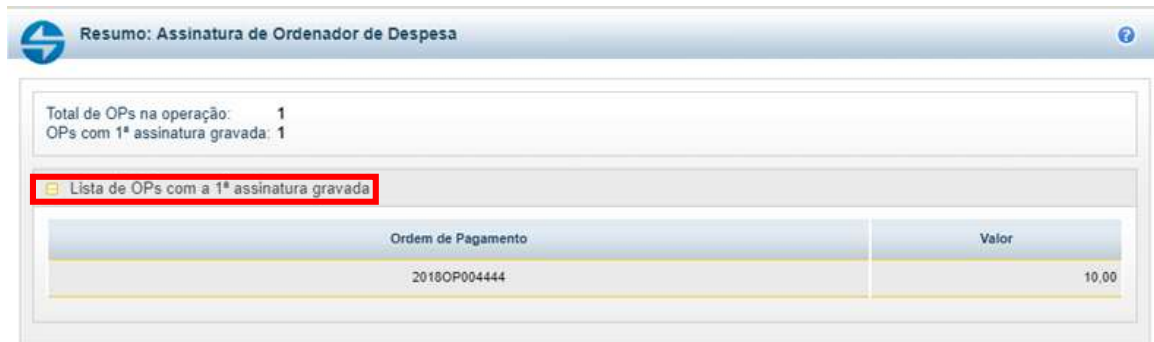 Resumo: Assinatura de Ordenador de Despesa
Total de OPs na operação: 1
OPs com 1ª assinatura gravada: 1
Lista de OPs com a 1ª assinatura gravada
Ordem de Pagamento Valor
2018OP004444 10,00